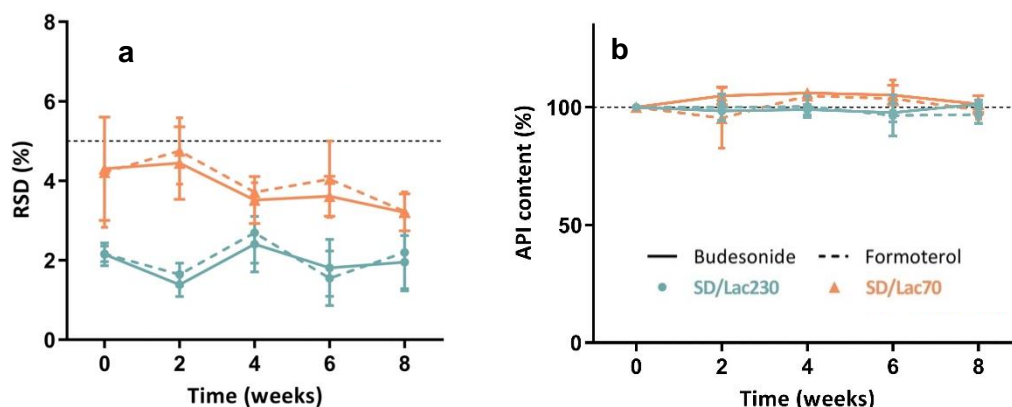 a
8
6
4
2
0
RSD (%)
0 2 4 6 8
Time (weeks)
b
100
50
0
API content (%)
Budesonide Formoterol
SD/Lac230 SD/Lac70
0 2 4 6 8
Time (weeks)